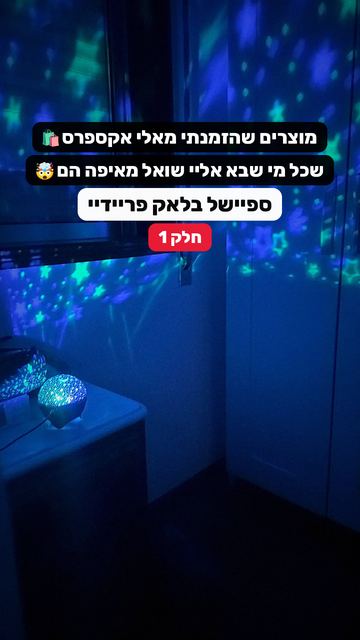 מוצרים שהזמנתי מאלי אקספרס🛍️
שכל מי שבא אליי שואל מאיפה הם🤯
ספיישל בלאק פריידיי
חלק 1